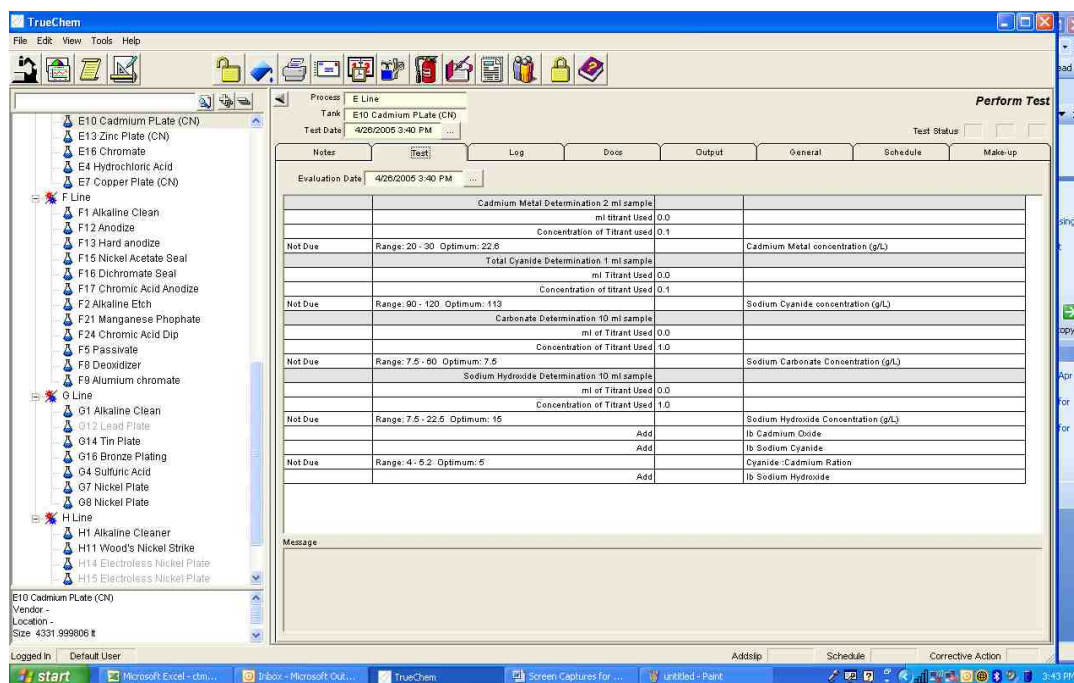 TrueChem
File Edit View Tools Help
E10 Cadmium PLate (CN)
E13 Zinc Plate (CN)
E16 Chromate
E4 Hydrochloric Acid
E7 Copper Plate (CN)
F Line
F1 Alkaline Clean
F12 Anodize
F13 Hard anodize
F15 Nickel Acetate Seal
F16 Dichromate Seal
F17 Chromic Acid Anodize
F2 Alkaline Etch
F21 Manganese Phophate
F24 Chromic Acid Dip
F5 Passivate
F8 Deoxidizer
F9 Alumium chromate
G Line
G1 Alkaline Clean
G12 Lead Plate
G14 Tin Plate
G16 Bronze Plating
G4 Sulfuric Acid
G7 Nickel Plate
G8 Nickel Plate
H Line
H1 Alkaline Cleaner
H11 Wood's Nickel Strike
H14 Electroless Nickel Plate
H15 Electroless Nickel Plate
E10 Cadmium PLate (CN)
Vendor -
Location -
Size 4331.999806 lt
Process E Line
Perform Test
Tank E10 Cadmium PLate (CN)
Test Date 4/26/2005 3:40 PM ...
Test Status
Notes Test Log Docs Output General Schedule Make-up
Evaluation Date 4/26/2005 3:40 PM ...
Cadmium Metal Determination 2 ml sample
ml titrant Used 0.0
Concentration of Titrant used 0.1
Not Due Range: 20 - 30 Optimum: 22.6 Cadmium Metal concentration (g/L)
Total Cyanide Determination 1 ml sample
ml Titrant Used 0.0
Concentration of titrant Used 0.1
Not Due Range: 90 - 120 Optimum: 113 Sodium Cyanide concentration (g/L)
Carbonate Determination 10 ml sample
ml of Titrant Used 0.0
Concentration of Titrant Used 1.0
Not Due Range: 7.5 - 60 Optimum: 7.5 Sodium Carbonate Concentration (g/L)
Sodium Hydroxide Determination 10 ml sample
ml of Titrant Used 0.0
Concentration of Titrant Used 1.0
Not Due Range: 7.5 - 22.5 Optimum: 15 Sodium Hydroxide Concentration (g/L)
Add lb Cadmium Oxide
Add lb Sodium Cyanide
Not Due Range: 4 - 5.2 Optimum: 5 Cyanide :Cadmium Ration
Add lb Sodium Hydroxide
Message
Logged In Default User Addslip Schedule Corrective Action
start Microsoft Excel - ctm... Inbox - Microsoft Out... TrueChem Screen Captures for ... untitled - Paint 3:43 PM